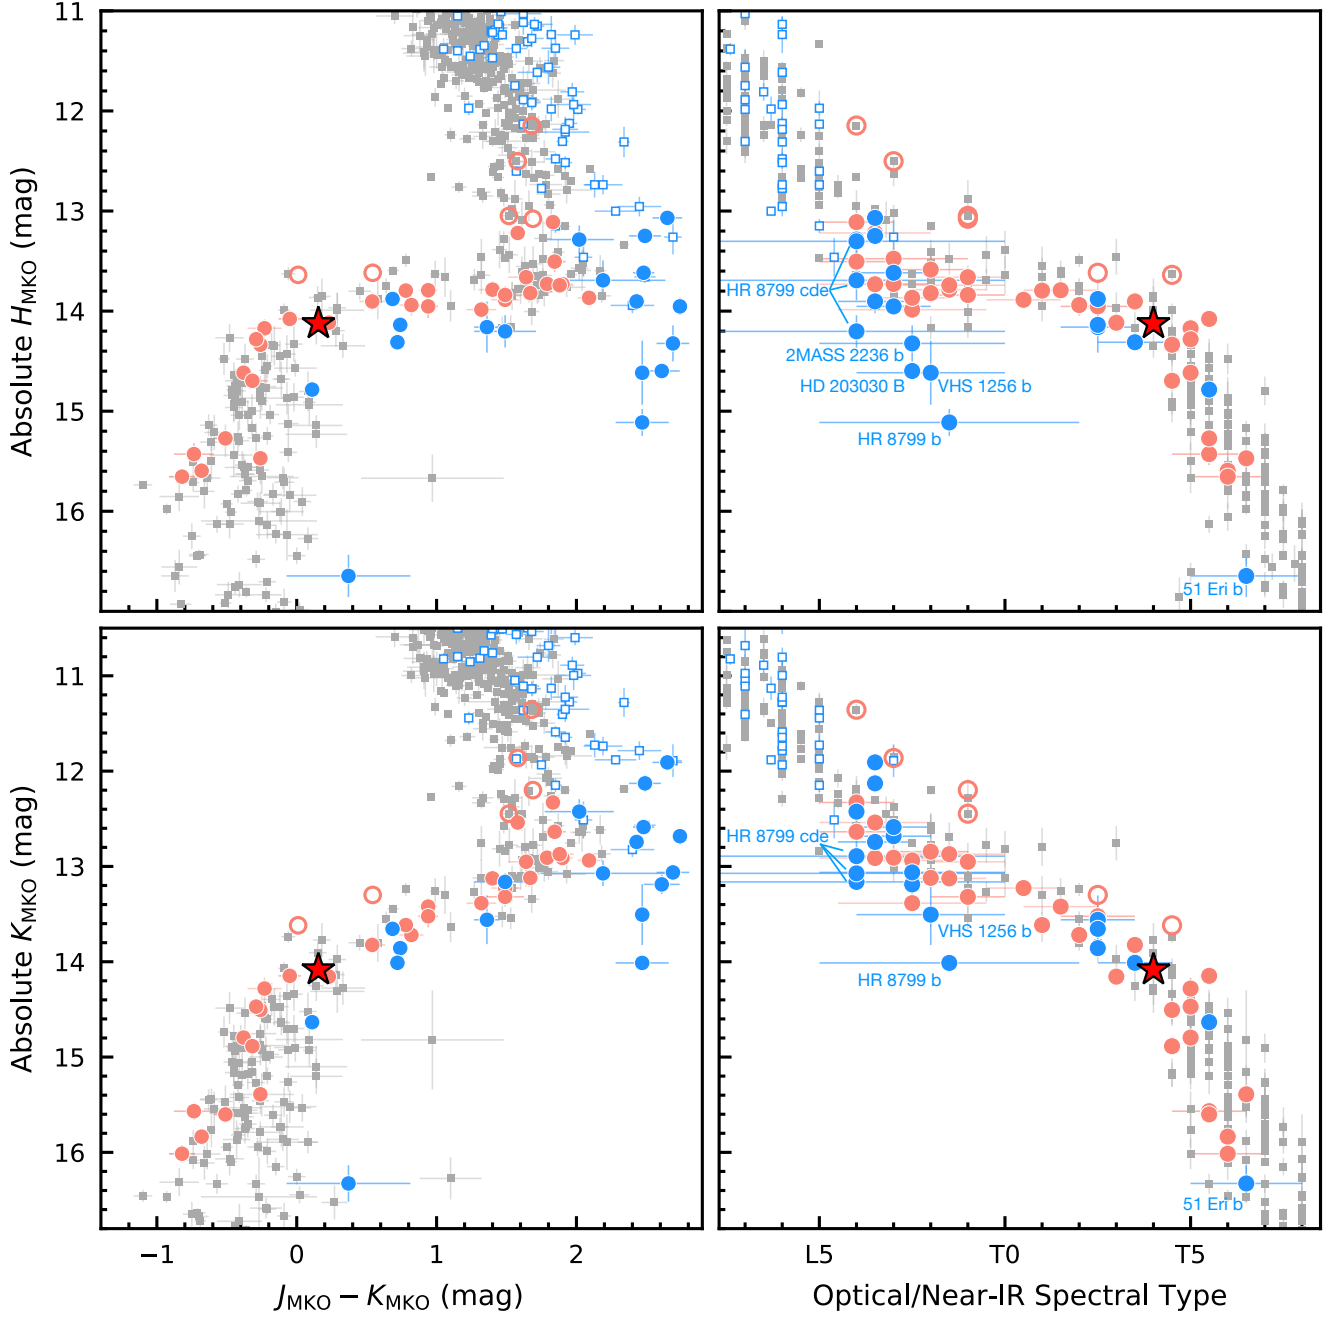 11
12
13
14
15
16
Absolute H_MKO (mag)
HR 8799 cde
2MASS 2236 b
HD 203030 B
VHS 1256 b
HR 8799 b
51 Eri b
11
12
13
14
15
16
Absolute K_MKO (mag)
HR 8799 cde
VHS 1256 b
HR 8799 b
51 Eri b
−1 0 1 2
L5 T0 T5
J_MKO − K_MKO (mag)
Optical/Near-IR Spectral Type